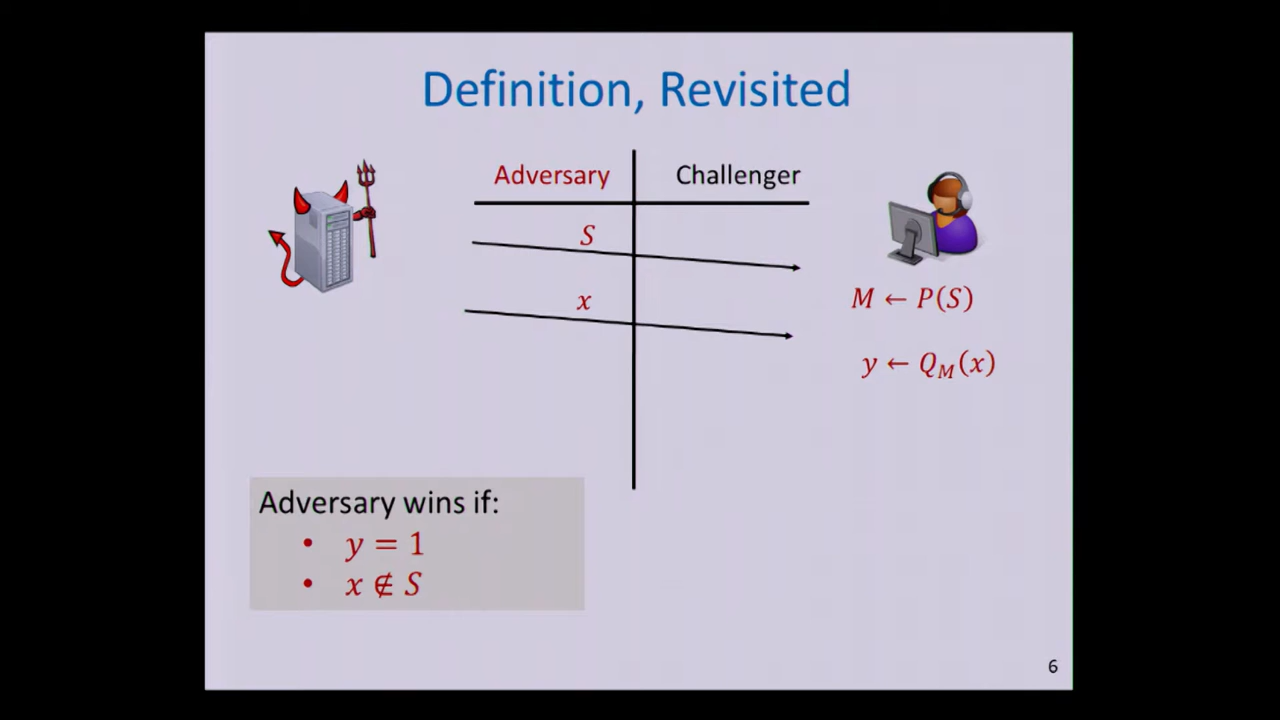 Definition, Revisited
Adversary Challenger
S
x
M ← P(S)
y ← Q_M(x)
Adversary wins if:
• y = 1
• x ∉ S
6